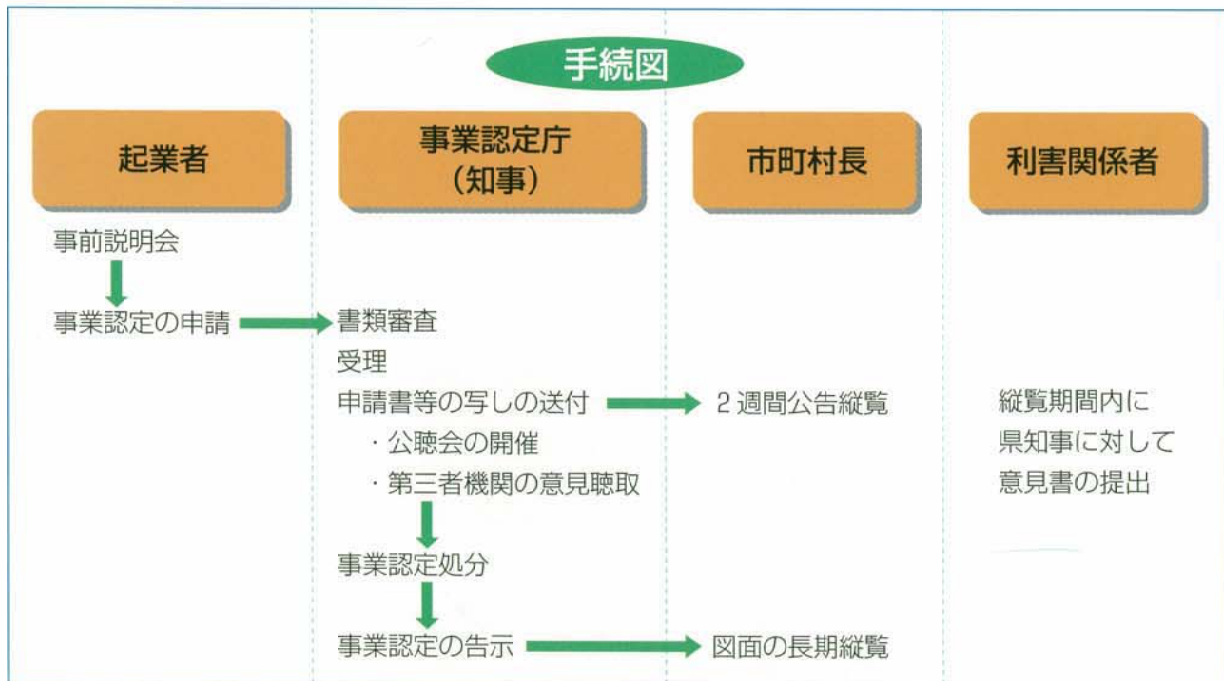 手続図
起業者
事業認定庁
（知事）
市町村長
利害関係者
事前説明会
事業認定の申請
書類審査
受理
申請書等の写しの送付
・公聴会の開催
・第三者機関の意見聴取
事業認定処分
事業認定の告示
2週間公告縦覧
図面の長期縦覧
縦覧期間内に
県知事に対して
意見書の提出